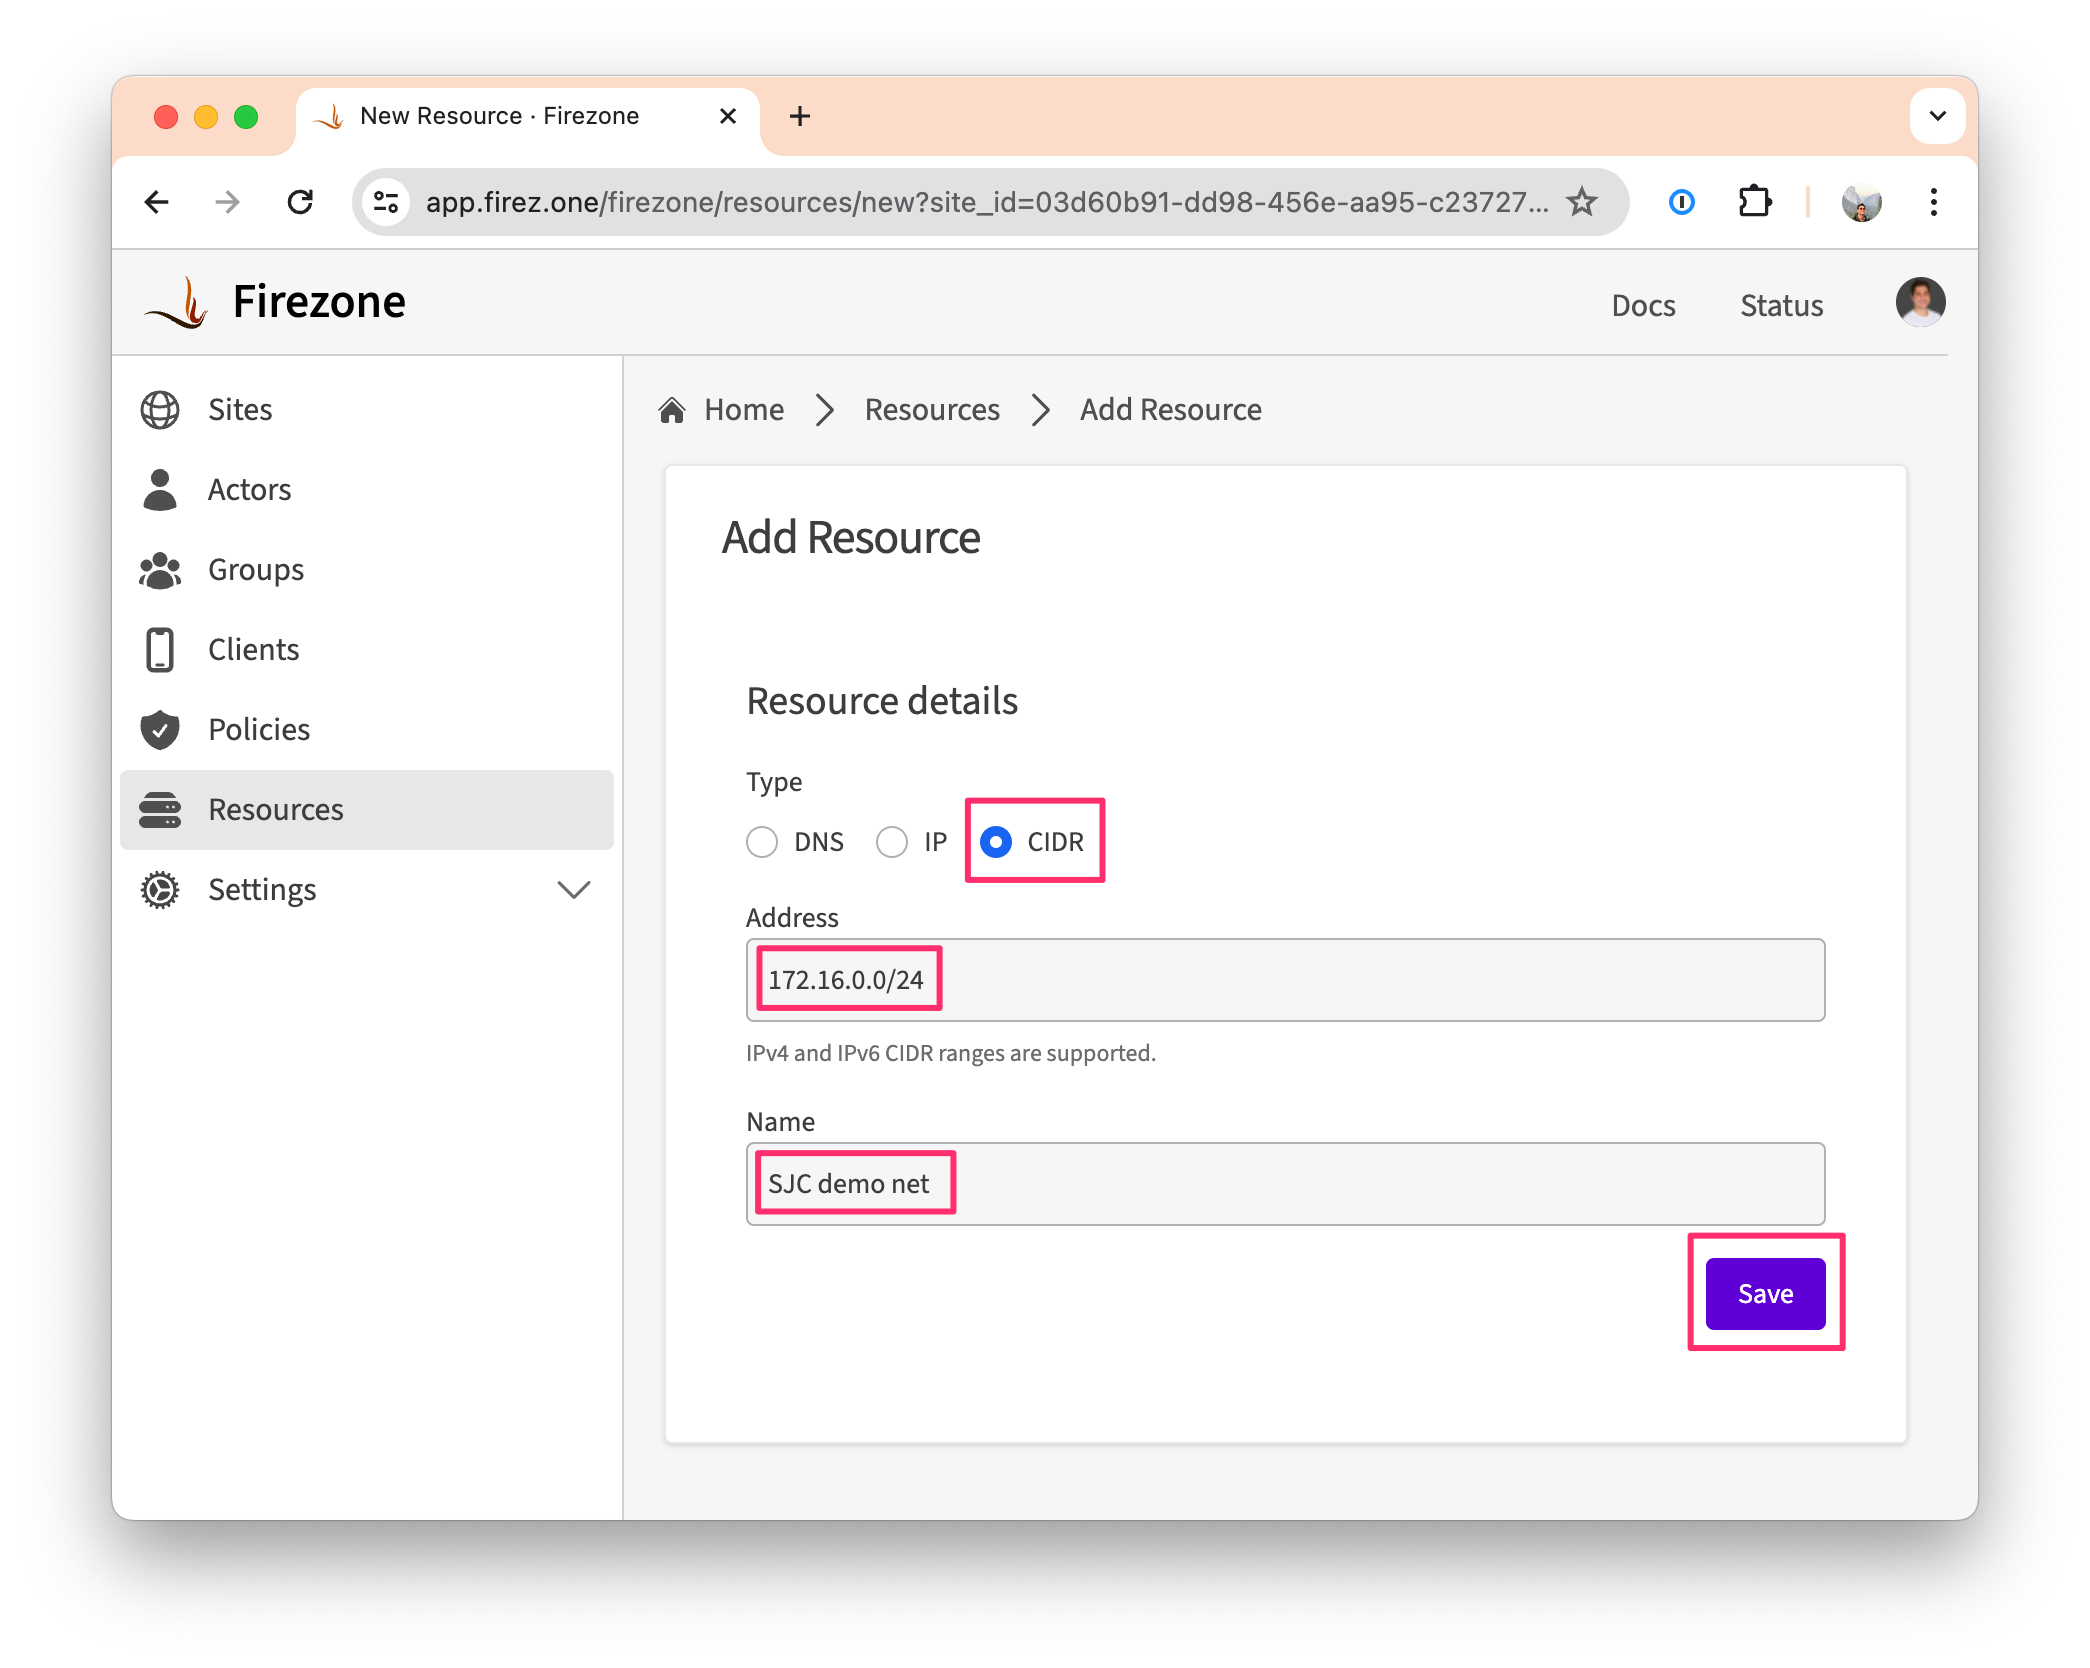 New Resource · Firezone
app.firez.one/firezone/resources/new?site_id=03d60b91-dd98-456e-aa95-c23727...
Firezone
Docs
Status
Sites
Actors
Groups
Clients
Policies
Resources
Settings
Home
Resources
Add Resource
Add Resource
Resource details
Type
DNS
IP
CIDR
Address
172.16.0.0/24
IPv4 and IPv6 CIDR ranges are supported.
Name
SJC demo net
Save